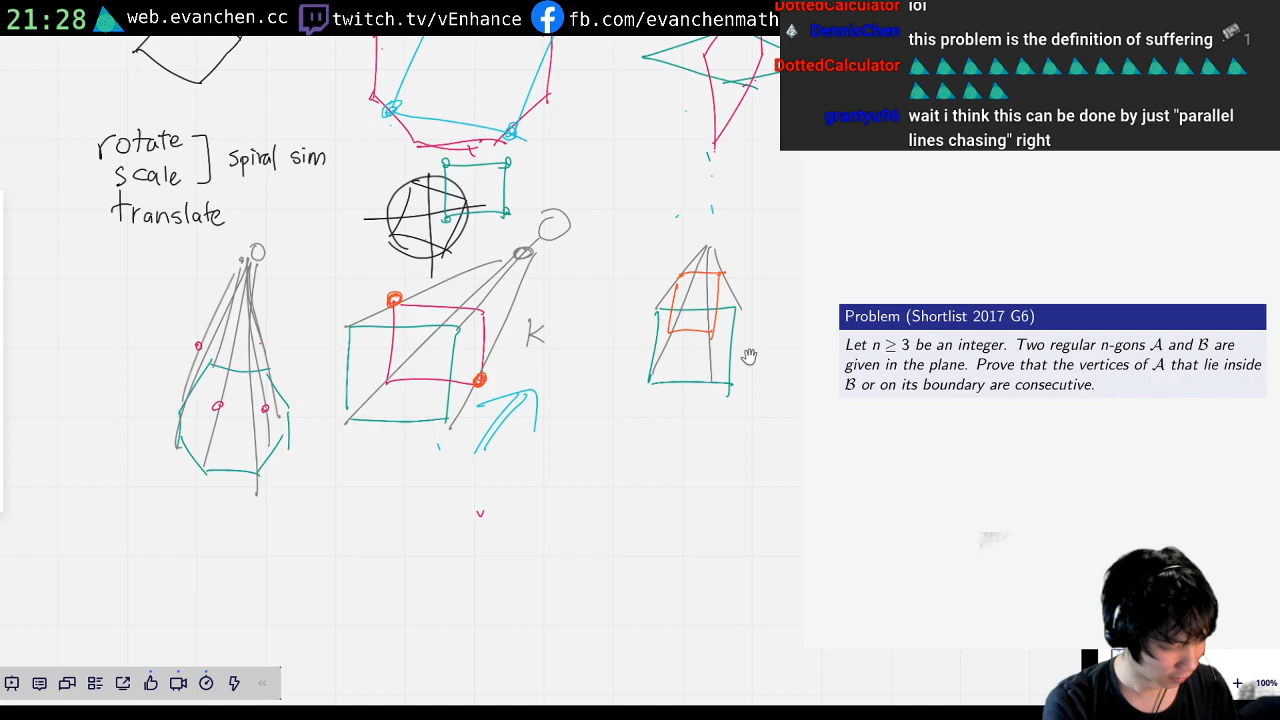 21:28 web.evanchen.cc twitch.tv/vEnhance fb.com/evanchenmath
DottedCalculator lol
DennisChen this problem is the definition of suffering 1
DottedCalculator
grantyu96 wait i think this can be done by just "parallel
lines chasing" right
rotate
scale
spiral sim
translate
K
Problem (Shortlist 2017 G6)
Let n ≥ 3 be an integer. Two regular n-gons 𝒜 and ℬ are
given in the plane. Prove that the vertices of 𝒜 that lie inside
ℬ or on its boundary are consecutive.
100%